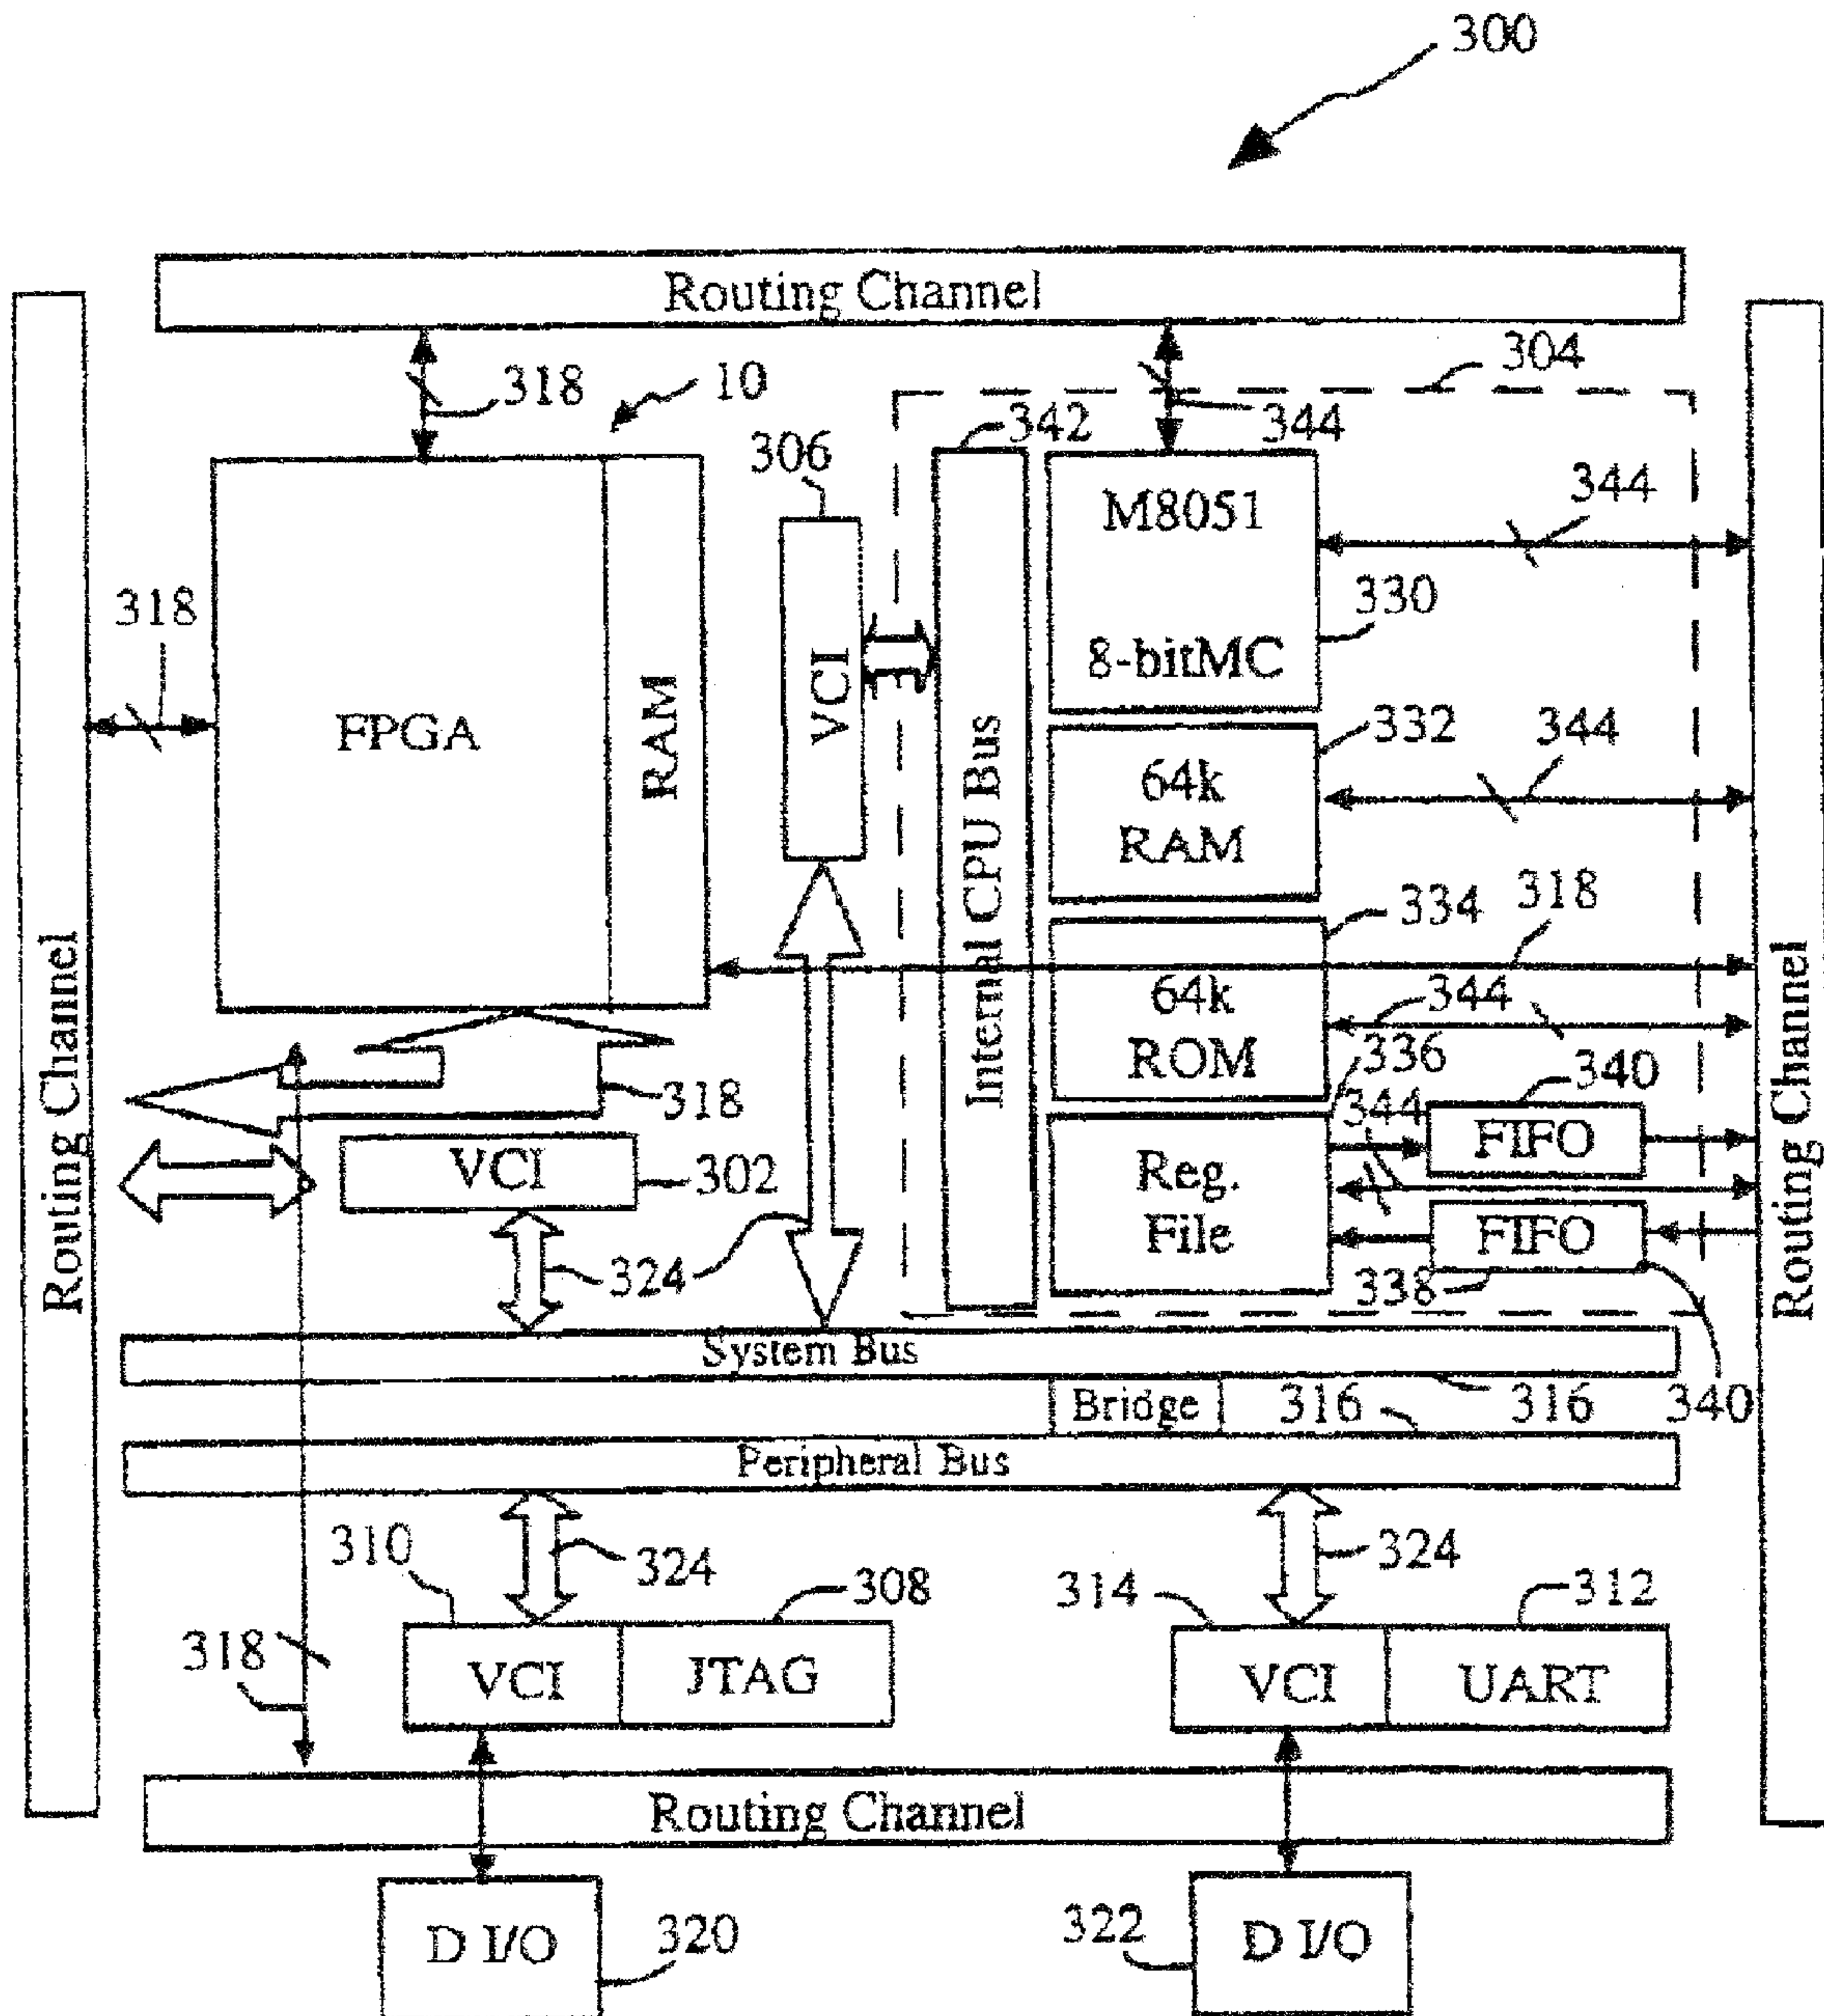 300
Routing Channel
304
318
10
342
344
306
M8051
344
318
330
VCI
8-bitMC
FPGA
RAM
332
344
64k
RAM
Internal CPU Bus
334
318
64k
ROM
344
336
340
Routing Channel
Routing Channel
318
344
FIFO
VCI
302
Reg.
File
FIFO
324
338
System Bus
Bridge
316
316
340
Peripheral Bus
310
324
308
314
324
312
318
VCI
JTAG
VCI
UART
Routing Channel
D I/O
320
322
D I/O